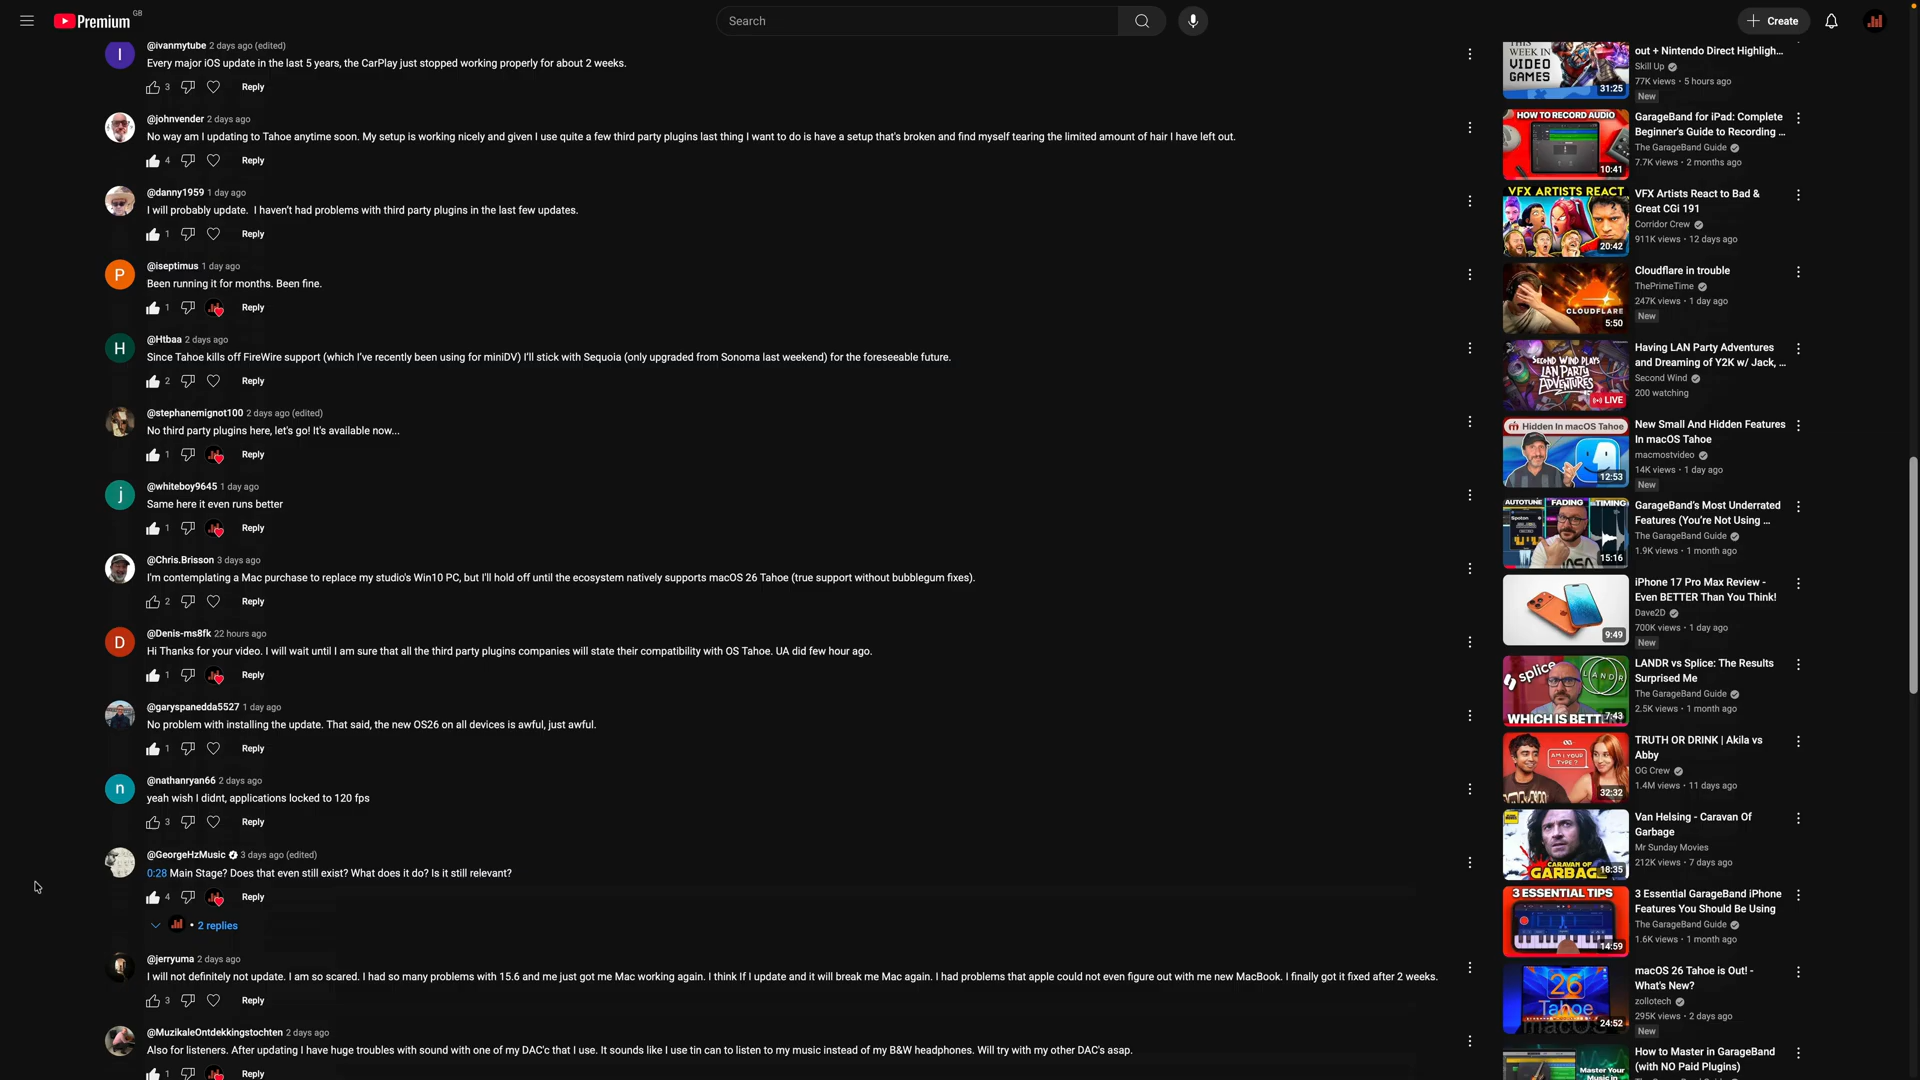 Premium GB
Search
Create
@ivanmytube 2 days ago (edited)
Every major iOS update in the last 5 years, the CarPlay just stopped working properly for about 2 weeks.
3 Reply
@johnvender 2 days ago
No way am I updating to Tahoe anytime soon. My setup is working nicely and given I use quite a few third party plugins last thing I want to do is have a setup that's broken and find myself tearing the limited amount of hair I have left out.
4 Reply
@danny1959 1 day ago
I will probably update. I haven't had problems with third party plugins in the last few updates.
1 Reply
P
@iseptimus 1 day ago
Been running it for months. Been fine.
1 Reply
H
@Htbaa 2 days ago
Since Tahoe kills off FireWire support (which I've recently been using for miniDV) I'll stick with Sequoia (only upgraded from Sonoma last weekend) for the foreseeable future.
2 Reply
@stephanemignot100 2 days ago (edited)
No third party plugins here, let's go! It's available now...
1 Reply
j
@whiteboy9645 1 day ago
Same here it even runs better
1 Reply
@Chris.Brisson 3 days ago
I'm contemplating a Mac purchase to replace my studio's Win10 PC, but I'll hold off until the ecosystem natively supports macOS 26 Tahoe (true support without bubblegum fixes).
2 Reply
D
@Denis-ms8fk 22 hours ago
Hi Thanks for your video. I will wait until I am sure that all the third party plugins companies will state their compatibility with OS Tahoe. UA did few hour ago.
1 Reply
@garyspanedda5527 1 day ago
No problem with installing the update. That said, the new OS26 on all devices is awful, just awful.
1 Reply
n
@nathanryan66 2 days ago
yeah wish I didnt, applications locked to 120 fps
3 Reply
@GeorgeHzMusic 3 days ago (edited)
0:28 Main Stage? Does that even still exist? What does it do? Is it still relevant?
4 Reply
• 2 replies
@jerryuma 2 days ago
I will not definitely not update. I am so scared. I had so many problems with 15.6 and me just got me Mac working again. I think If I update and it will break me Mac again. I had problems that apple could not even figure out with me new MacBook. I finally got it fixed after 2 weeks.
3 Reply
@MuzikaleOntdekkingstochten 2 days ago
Also for listeners. After updating I have huge troubles with sound with one of my DAC'c that I use. It sounds like I use tin can to listen to my music instead of my B&W headphones. Will try with my other DAC's asap.
1 Reply
THIS WEEK IN
VIDEO
GAMES
31:25
out + Nintendo Direct Highligh...
Skill Up
77K views • 5 hours ago
New
HOW TO RECORD AUDIO
10:41
GarageBand for iPad: Complete
Beginner's Guide to Recording ...
The GarageBand Guide
7.7K views • 2 months ago
VFX ARTISTS REACT
20:42
VFX Artists React to Bad &
Great CGi 191
Corridor Crew
911K views • 12 days ago
CLOUDFLARE
5:50
Cloudflare in trouble
ThePrimeTime
247K views • 1 day ago
New
SECOND WIND PLAYS
LAN PARTY
ADVENTURES
LIVE
Having LAN Party Adventures
and Dreaming of Y2K w/ Jack, ...
Second Wind
200 watching
Hidden In macOS Tahoe
12:53
New Small And Hidden Features
In macOS Tahoe
macmostvideo
14K views • 1 day ago
New
AUTOTUNE FADING TIMING
15:16
GarageBand's Most Underrated
Features (You're Not Using ...
The GarageBand Guide
1.9K views • 1 month ago
9:49
iPhone 17 Pro Max Review -
Even BETTER Than You Think!
Dave2D
700K views • 1 day ago
New
splice LANDR
WHICH IS BETT
7:43
LANDR vs Splice: The Results
Surprised Me
The GarageBand Guide
2.5K views • 1 month ago
AM I YOUR
TYPE?
32:32
TRUTH OR DRINK | Akila vs
Abby
OG Crew
1.4M views • 11 days ago
CARAVAN OF
GARBAGE
18:35
Van Helsing - Caravan Of
Garbage
Mr Sunday Movies
212K views • 7 days ago
3 ESSENTIAL TIPS
14:59
3 Essential GarageBand iPhone
Features You Should Be Using
The GarageBand Guide
1.6K views • 1 month ago
26
Tahoe
macOS
24:52
macOS 26 Tahoe is Out! -
What's New?
zollotech
295K views • 2 days ago
New
Master Your
Music in
How to Master in GarageBand
(with NO Paid Plugins)